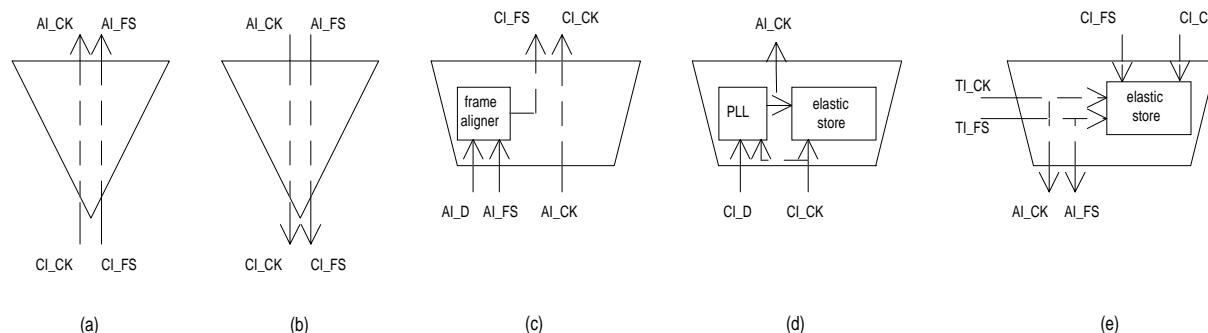 AI_CK AI_FS
CI_CK CI_FS
(a)
AI_CK AI_FS
CI_CK CI_FS
(b)
CI_FS CI_CK
frame
aligner
AI_D AI_FS AI_CK
(c)
AI_CK
PLL
elastic
store
CI_D CI_CK
(d)
CI_FS
TI_CK
TI_FS
elastic
store
AI_CK AI_FS
(e)